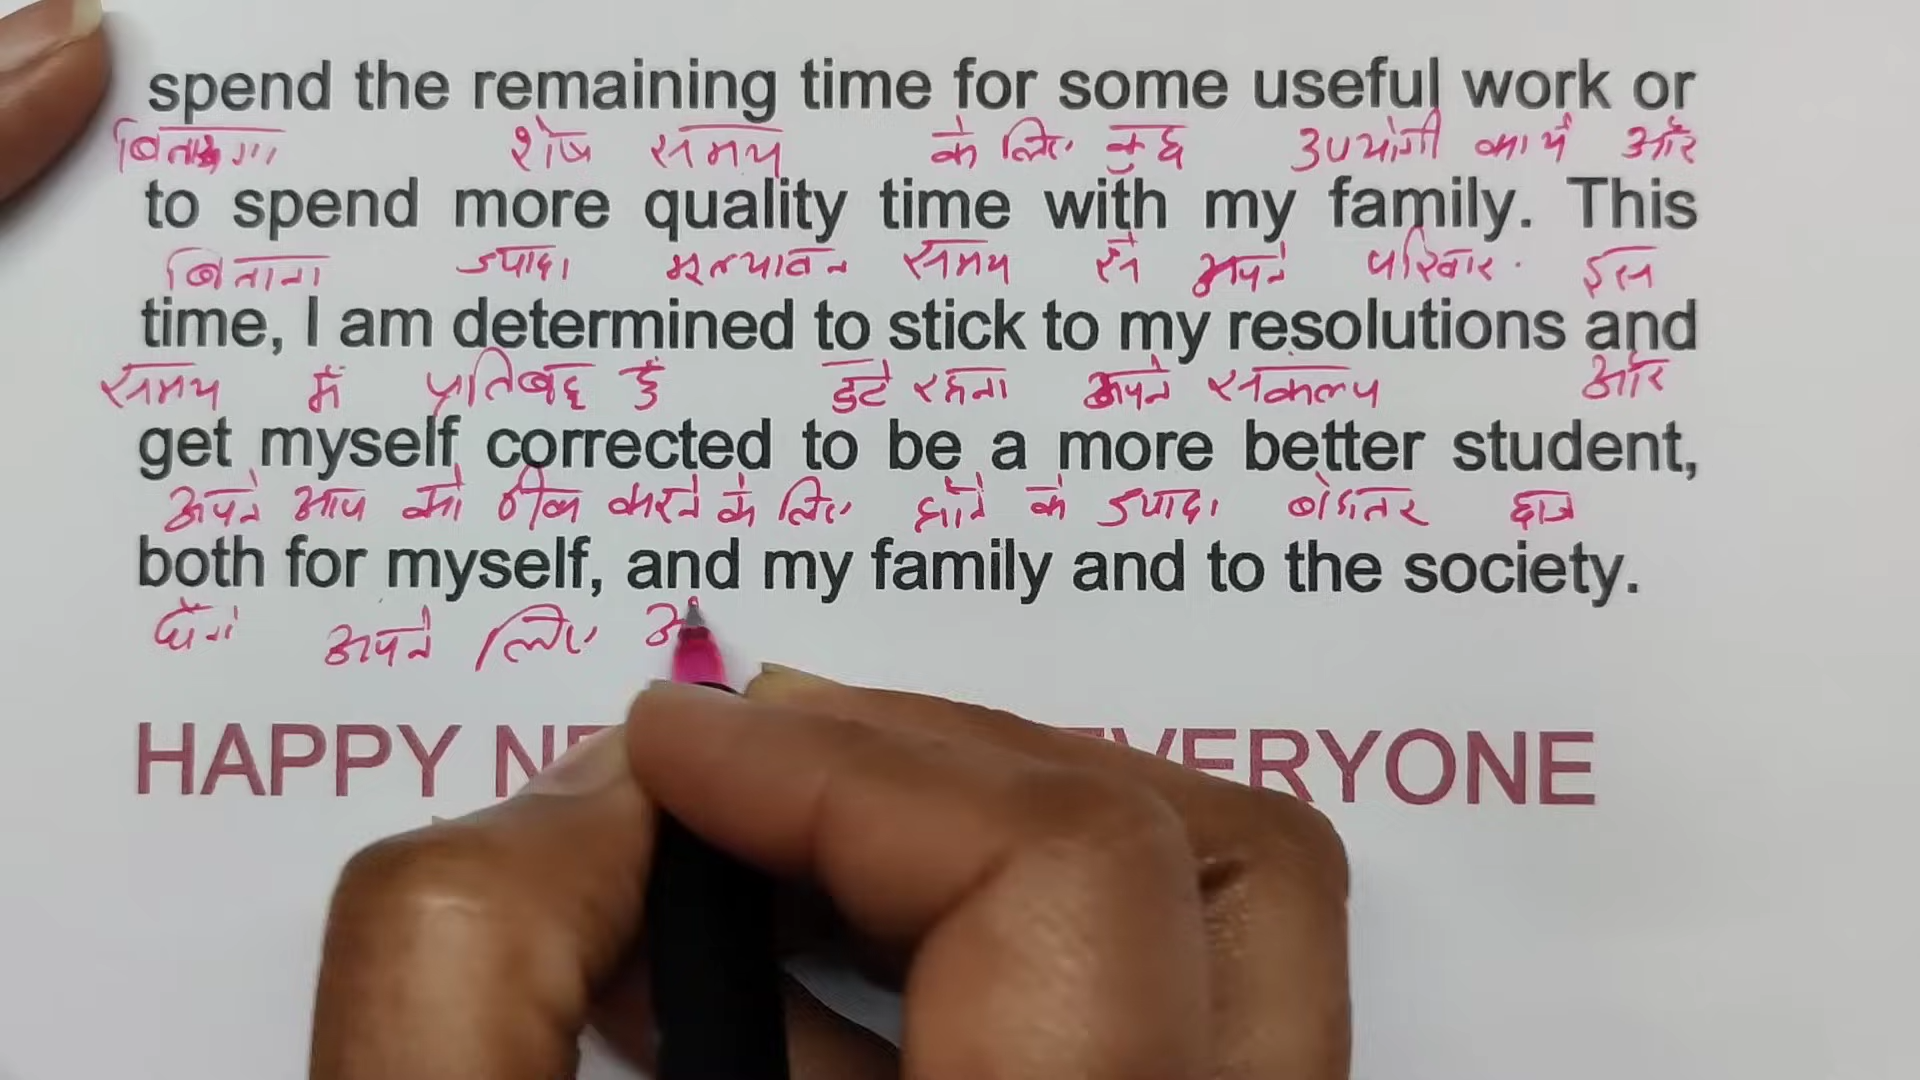 spend the remaining time for some useful work or
शेष समय के लिए कुछ उपयोगी कार्य और
to spend more quality time with my family. This
बिताना ज्यादा मूल्यावन समय से अपने परिवार. इस
time, I am determined to stick to my resolutions and
समय में प्रतिबद्ध हूँ डटे रहना अपने संकल्प और
get myself corrected to be a more better student,
अपने आप को ठीक करने के लिए होने के ज्यादा बेहतर छात्र
both for myself, and my family and to the society.
अपने लिए
HAPPY EVERYONE